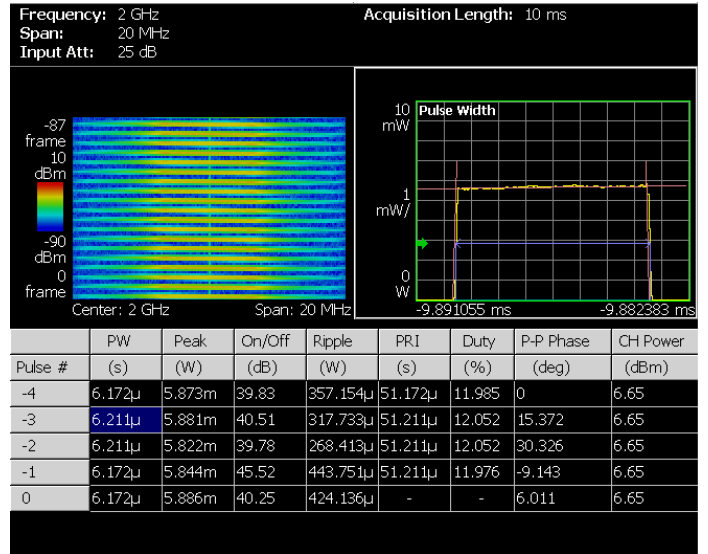 Frequency: 2 GHz Acquisition Length: 10 ms
Span: 20 MHz
Input Att: 25 dB
-87
frame
10
dBm
-90
dBm
0
frame
Center: 2 GHz Span: 20 MHz
10
mW
Pulse Width
1
mW/
0
W
-9.891055 ms -9.882383 ms
PW Peak On/Off Ripple PRI Duty P-P Phase CH Power
Pulse # (s) (W) (dB) (W) (s) (%) (deg) (dBm)
-4 6.172µ 5.873m 39.83 357.154µ 51.172µ 11.985 0 6.65
-3 6.211µ 5.881m 40.51 317.733µ 51.211µ 12.052 15.372 6.65
-2 6.211µ 5.822m 39.78 268.413µ 51.211µ 12.052 30.326 6.65
-1 6.172µ 5.844m 45.52 443.751µ 51.211µ 11.976 -9.143 6.65
0 6.172µ 5.886m 40.25 424.136µ - - 6.011 6.65